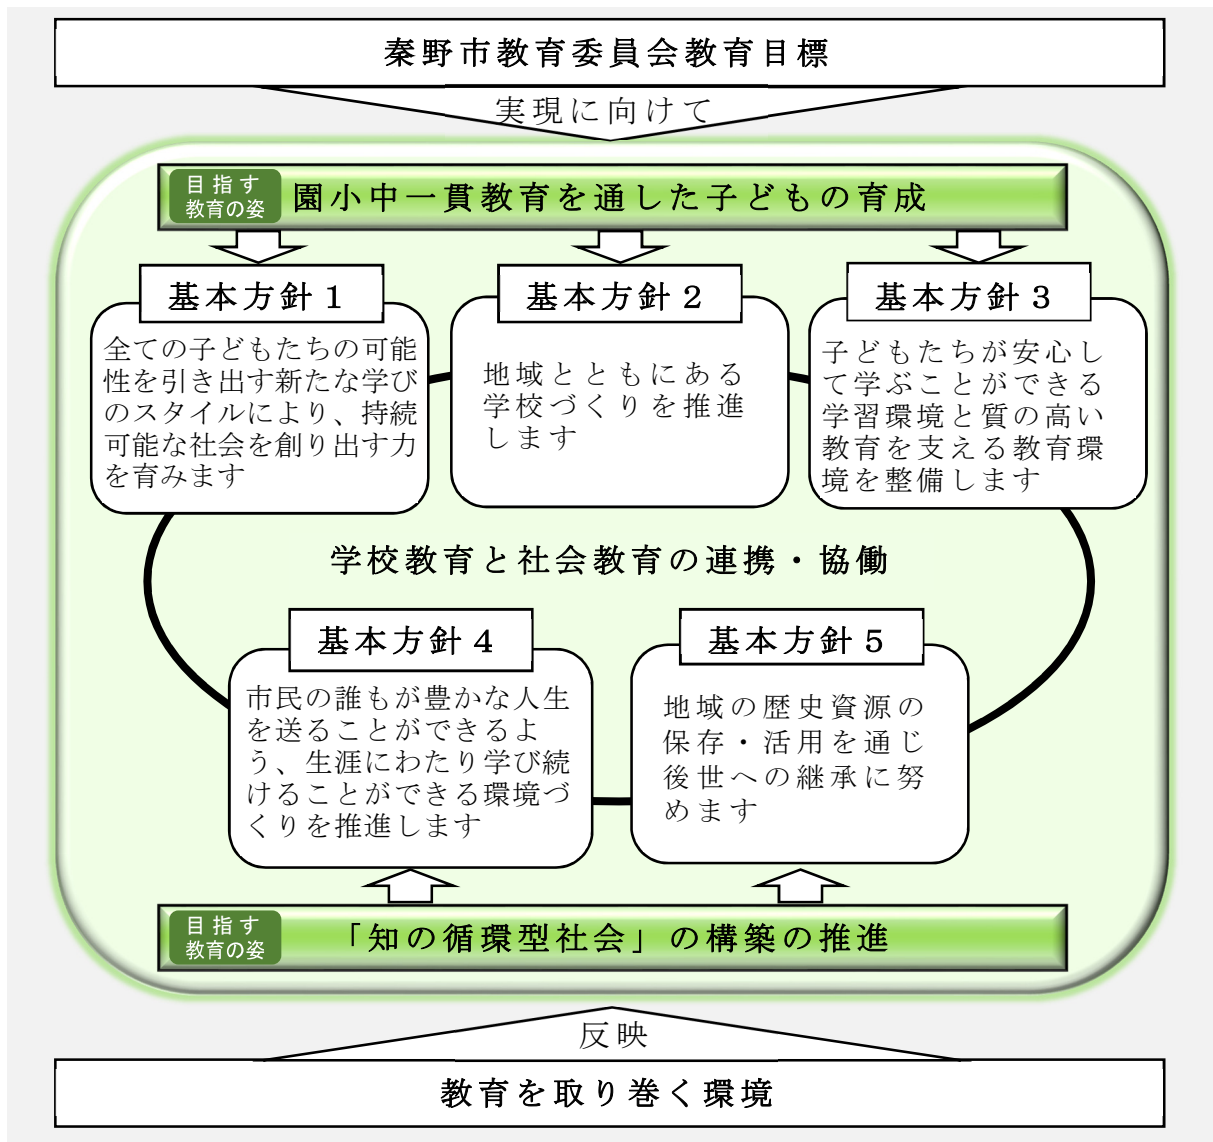 秦野市教育委員会教育目標
実現に向けて
目指す
教育の姿
園小中一貫教育を通した子どもの育成
基本方針１
全ての子どもたちの可能
性を引き出す新たな学び
のスタイルにより、持続
可能な社会を創り出す力
を育みます
基本方針２
地域とともにある
学校づくりを推進
します
基本方針３
子どもたちが安心し
て学ぶことができる
学習環境と質の高い
教育を支える教育環
境を整備します
学校教育と社会教育の連携・協働
基本方針４
市民の誰もが豊かな人生
を送ることができるよ
う、生涯にわたり学び続
けることができる環境づ
くりを推進します
基本方針５
地域の歴史資源の
保存・活用を通じ
後世への継承に努
めます
目指す
教育の姿
「知の循環型社会」の構築の推進
反映
教育を取り巻く環境